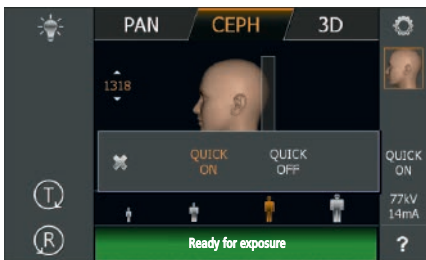 PAN
CEPH
3D
1318
QUICK
ON
QUICK
OFF
QUICK
ON
77kV
14mA
T
R
Ready for exposure
?